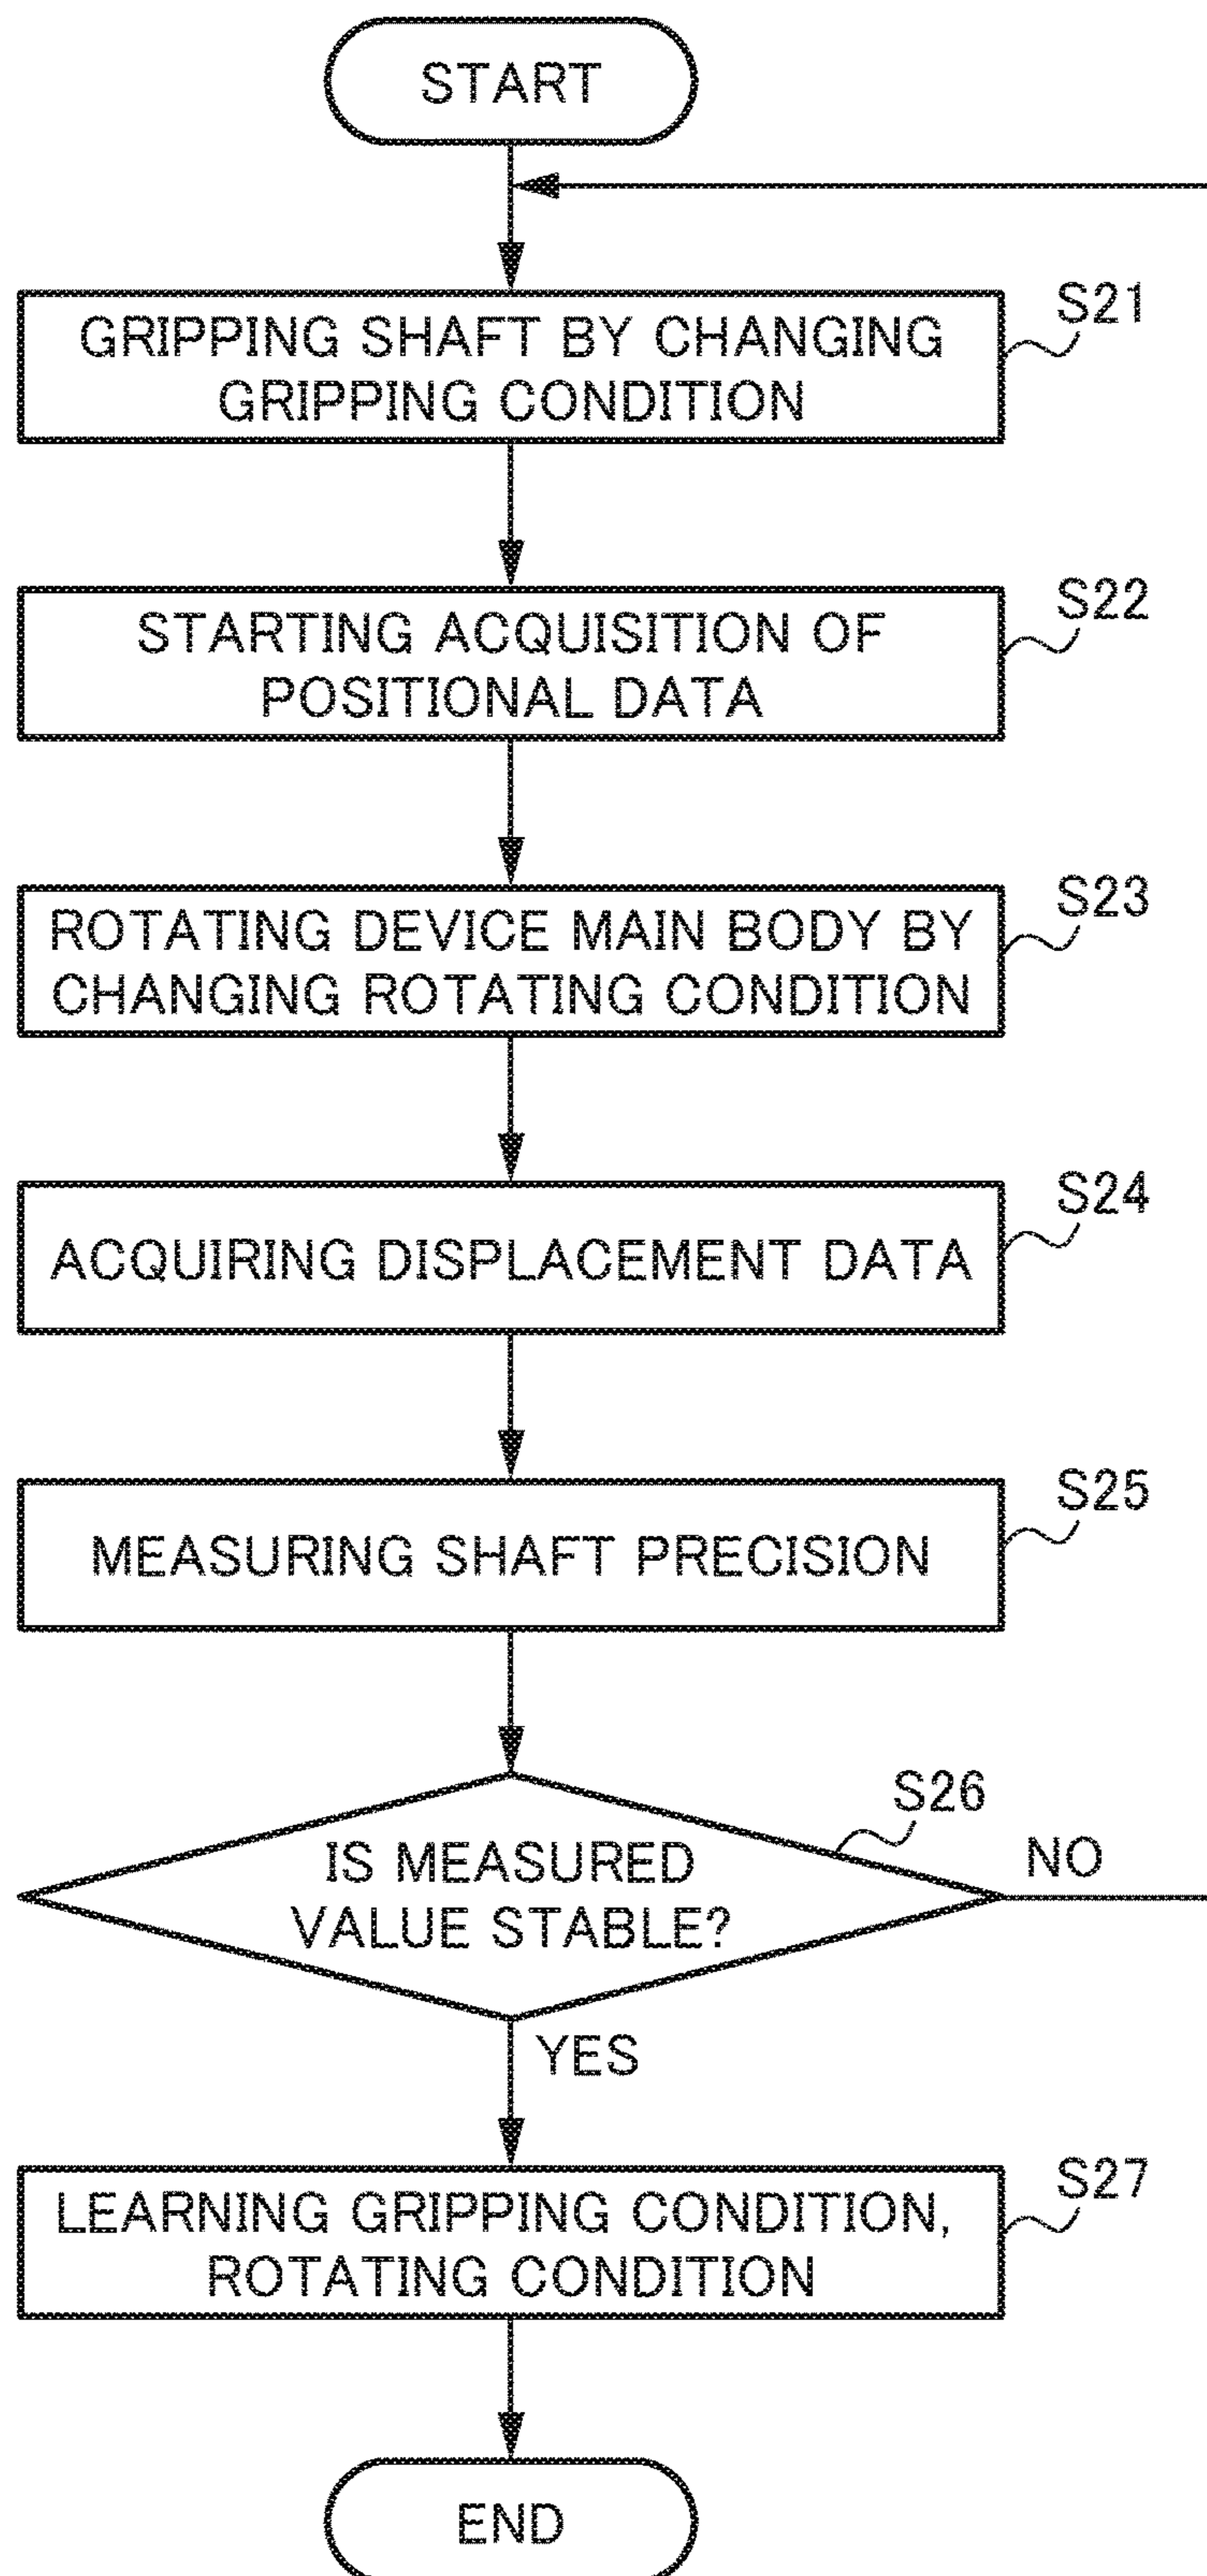 START
S21
GRIPPING SHAFT BY CHANGING
GRIPPING CONDITION
S22
STARTING ACQUISITION OF
POSITIONAL DATA
S23
ROTATING DEVICE MAIN BODY BY
CHANGING ROTATING CONDITION
S24
ACQUIRING DISPLACEMENT DATA
S25
MEASURING SHAFT PRECISION
S26
IS MEASURED
VALUE STABLE?
NO
YES
S27
LEARNING GRIPPING CONDITION,
ROTATING CONDITION
END